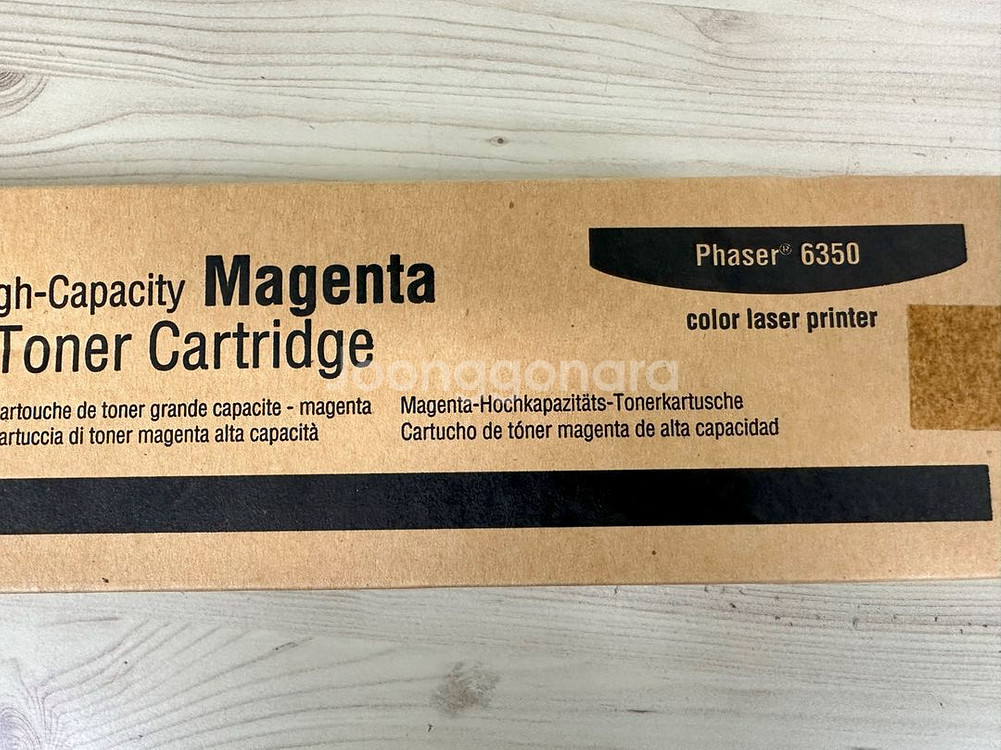 gh-Capacity Magenta
Toner Cartridge
artouche de toner grande capacite - magenta
artuccia di toner magenta alta capacità
Magenta-Hochkapazitäts-Tonerkartusche
Cartucho de tóner magenta de alta capacidad
Phaser® 6350
color laser printer
joonggonara